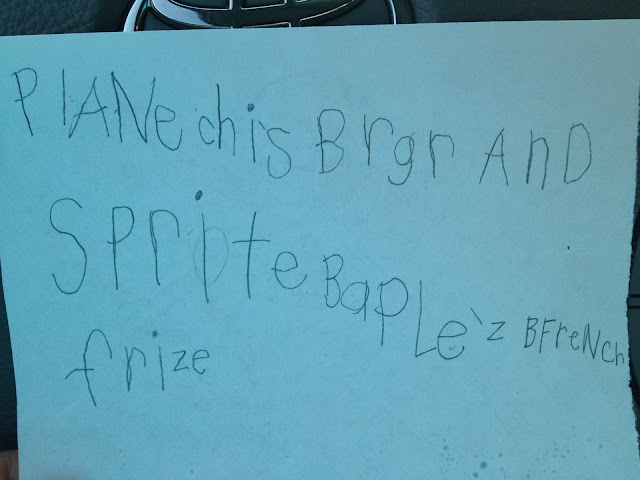 PlANe chis Brgr AnD
Sprite BaPLe'z BFreNch
frize